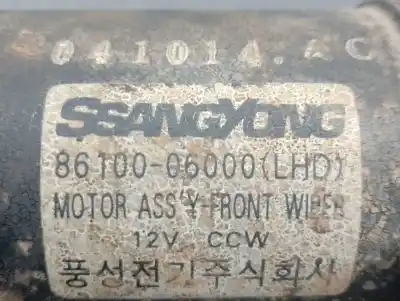 041014. AC
SSANGYONG
86100-06000(LHD)
MOTOR ASS'Y-FRONT WIPER
12V CCW
풍성전기주식회사